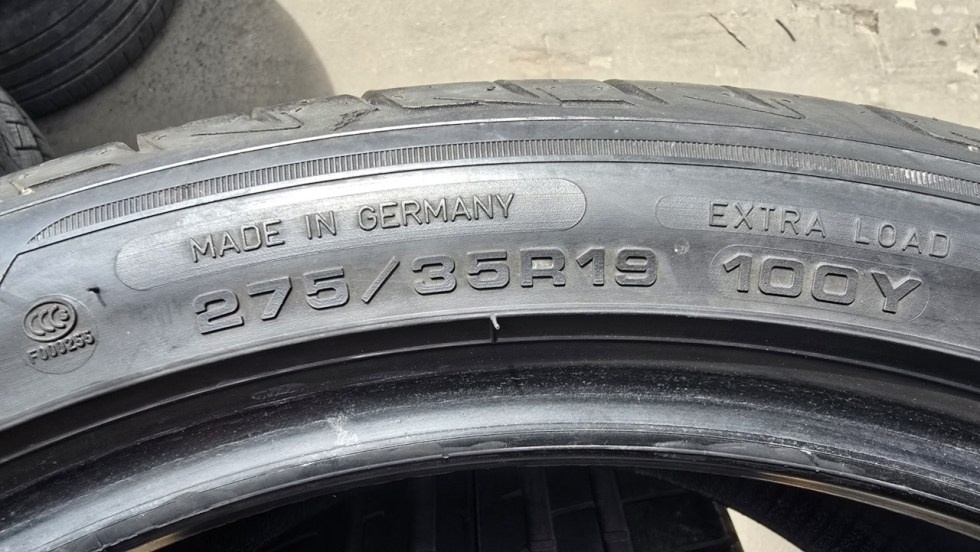 MADE IN GERMANY
EXTRA LOAD
275/35R19 100Y
CCC
F000255